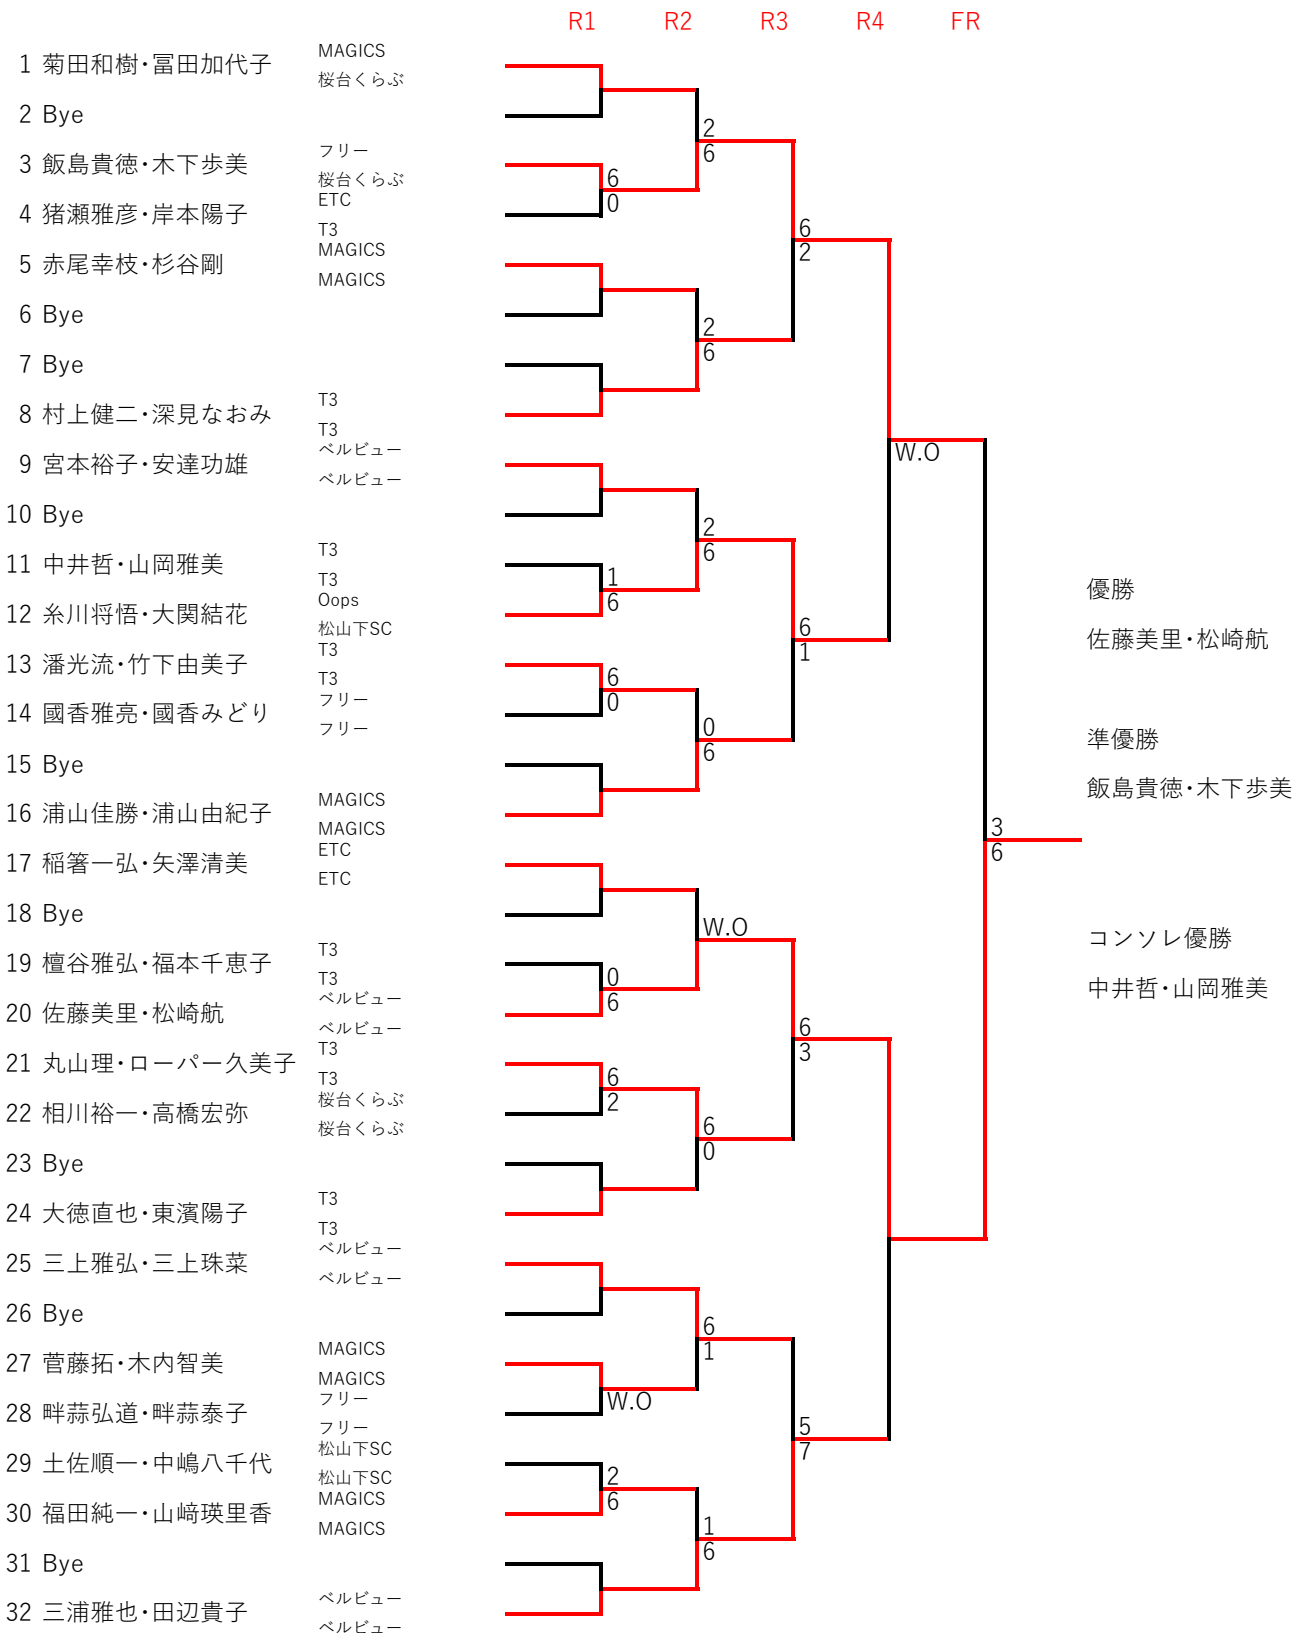 R1 R2 R3 R4 FR
MAGICS
1 菊田和樹・冨田加代子
桜台くらぶ
2 Bye
2
フリー
6
3 飯島貴徳・木下歩美
桜台くらぶ
6
ETC
0
4 猪瀬雅彦・岸本陽子
T3
6
MAGICS
2
5 赤尾幸枝・杉谷剛
MAGICS
6 Bye
2
6
7 Bye
T3
8 村上健二・深見なおみ
T3
ベルビュー
W.O
9 宮本裕子・安達功雄
ベルビュー
10 Bye
2
T3
6
11 中井哲・山岡雅美
T3
1
優勝
Oops
6
12 糸川将悟・大関結花
松山下SC
6
佐藤美里・松崎航
T3
1
13 潘光流・竹下由美子
T3
6
フリー
0
14 國香雅亮・國香みどり
フリー
0
準優勝
6
15 Bye
飯島貴徳・木下歩美
MAGICS
16 浦山佳勝・浦山由紀子
MAGICS
3
ETC
6
17 稲箸一弘・矢澤清美
ETC
18 Bye
W.O
コンソレ優勝
T3
19 檀谷雅弘・福本千恵子
T3
0
中井哲・山岡雅美
ベルビュー
6
20 佐藤美里・松崎航
ベルビュー
6
T3
3
21 丸山理・ローパー久美子
T3
6
桜台くらぶ
2
22 相川裕一・高橋宏弥
桜台くらぶ
6
0
23 Bye
T3
24 大徳直也・東濱陽子
T3
ベルビュー
25 三上雅弘・三上珠菜
ベルビュー
26 Bye
6
MAGICS
1
27 菅藤拓・木内智美
MAGICS
フリー
W.O
28 畔蒜弘道・畔蒜泰子
フリー
5
松山下SC
7
29 土佐順一・中嶋八千代
松山下SC
2
MAGICS
6
30 福田純一・山﨑瑛里香
MAGICS
1
6
31 Bye
ベルビュー
32 三浦雅也・田辺貴子
ベルビュー